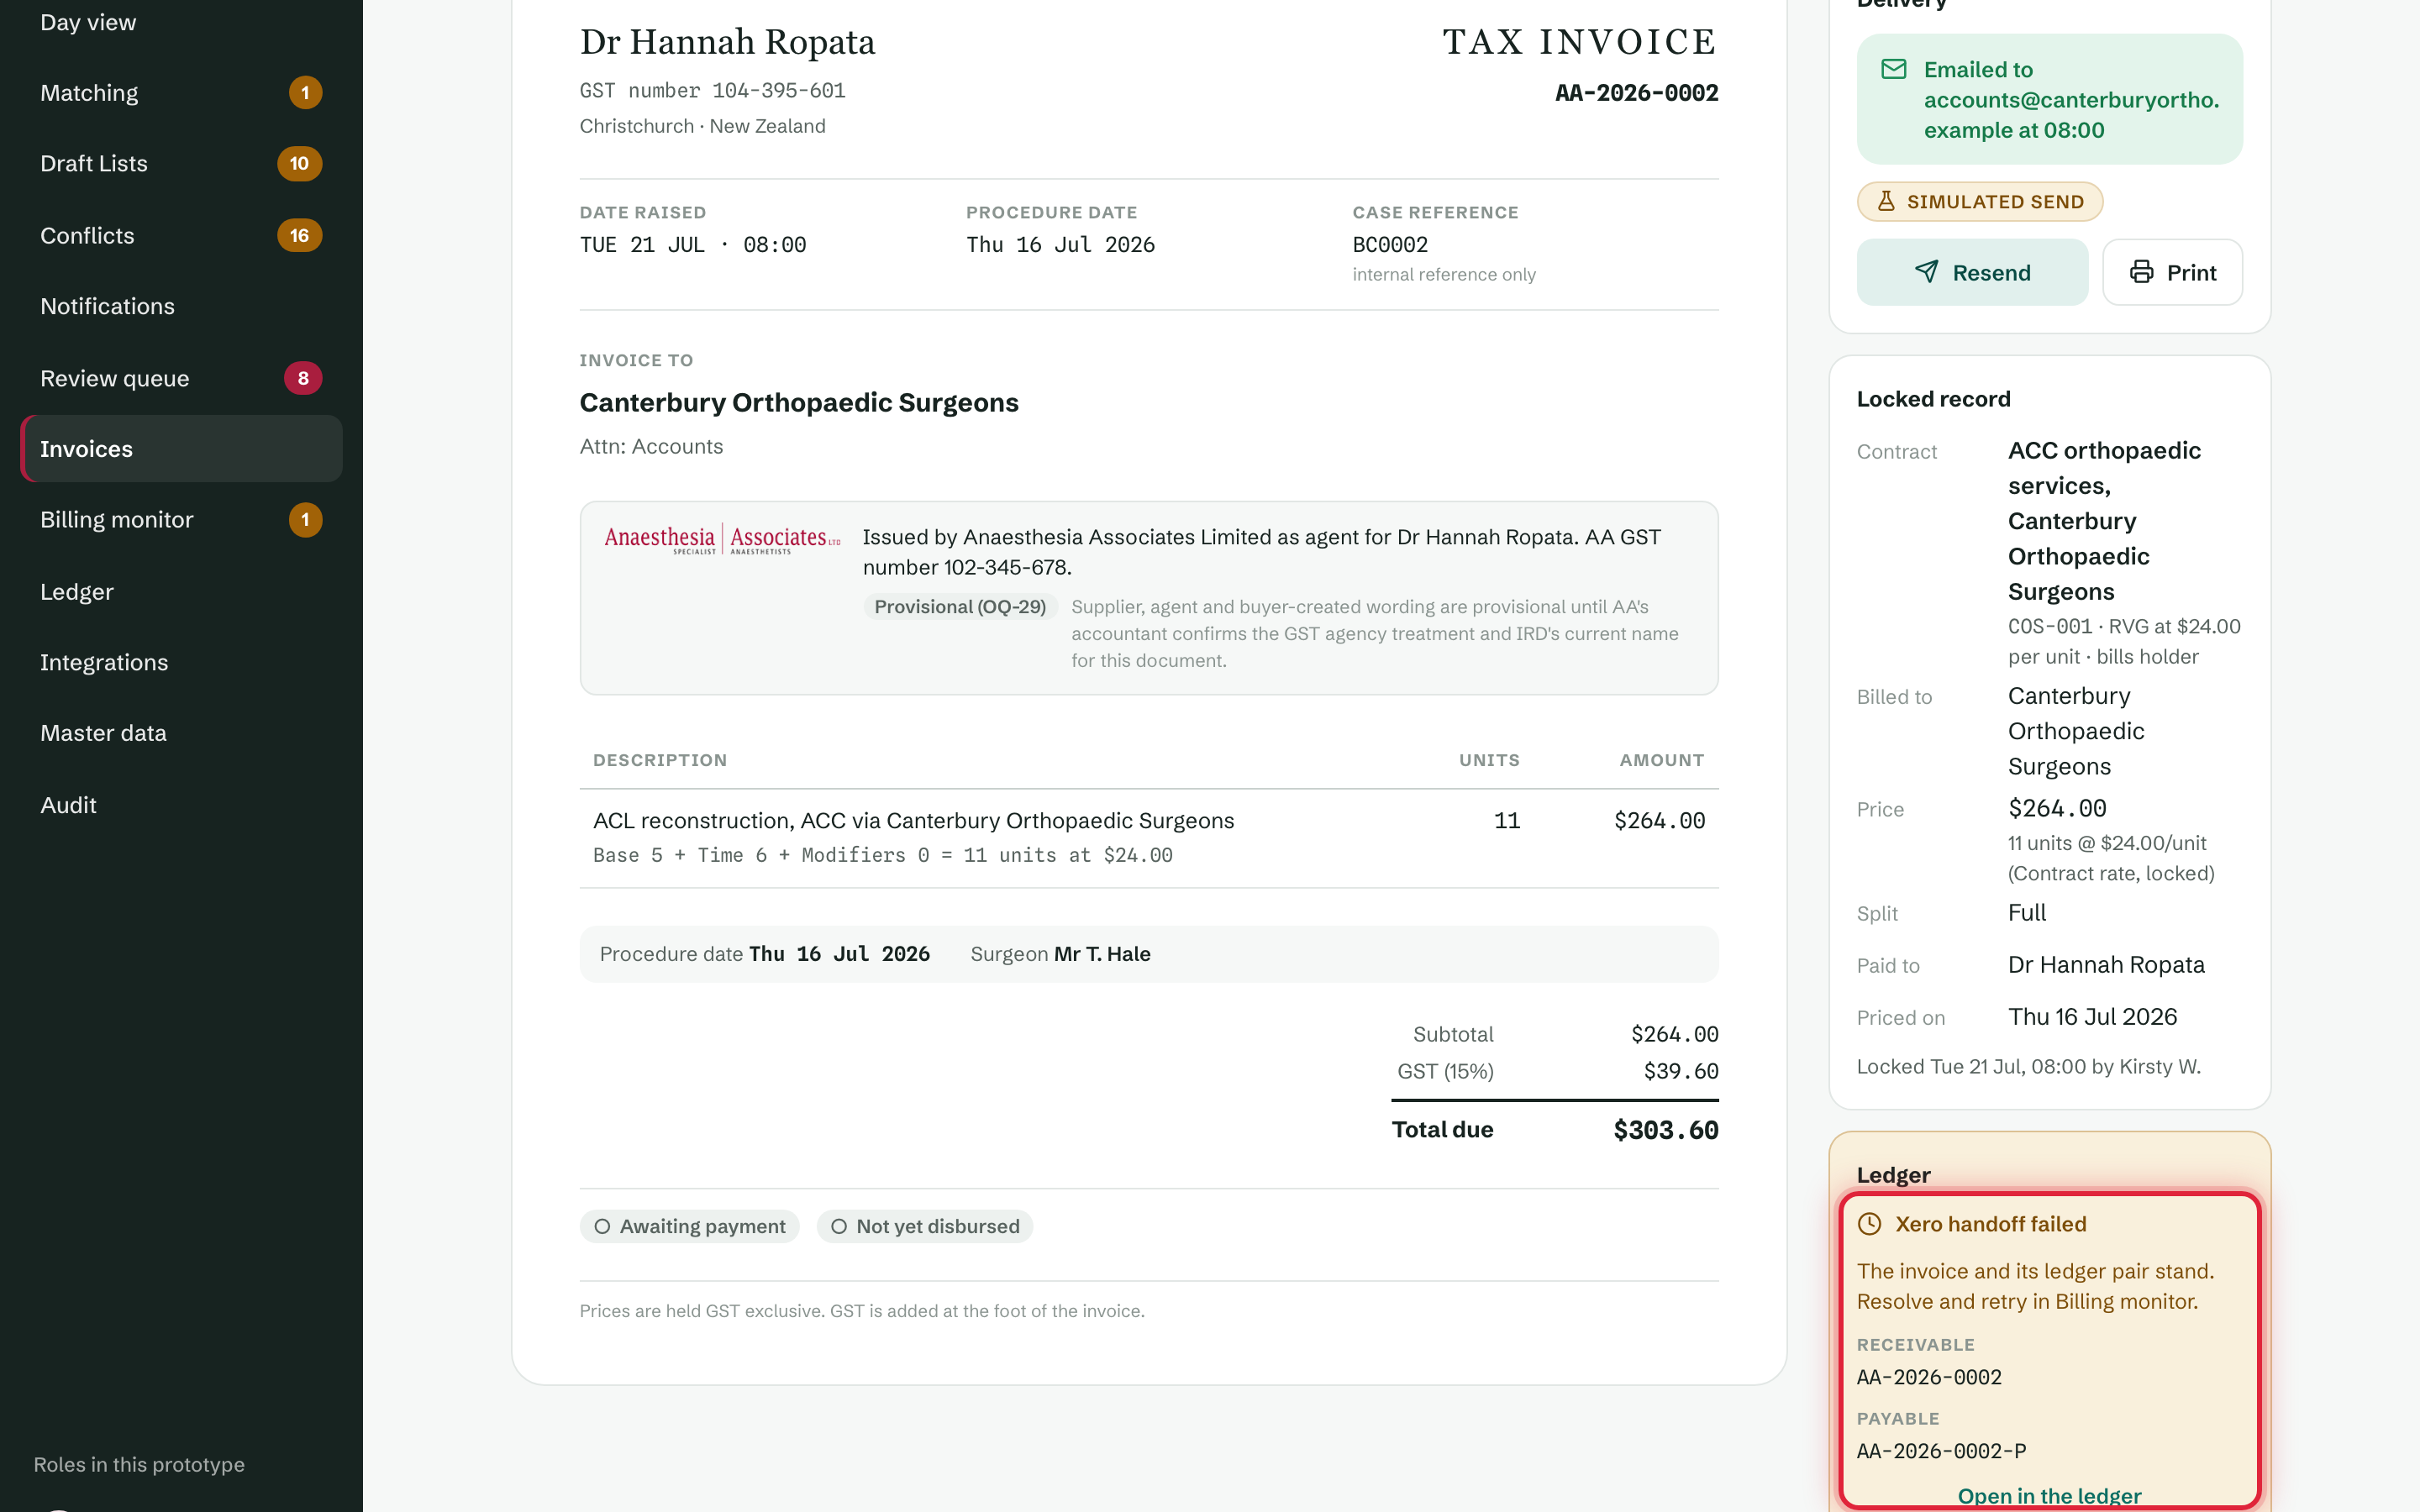 Day view
Matching 1
Draft Lists 10
Conflicts 16
Notifications
Review queue 8
Invoices
Billing monitor 1
Ledger
Integrations
Master data
Audit
Roles in this prototype
Dr Hannah Ropata
GST number 104-395-601
Christchurch · New Zealand
TAX INVOICE
AA-2026-0002
DATE RAISED
TUE 21 JUL · 08:00
PROCEDURE DATE
Thu 16 Jul 2026
CASE REFERENCE
BC0002
internal reference only
INVOICE TO
Canterbury Orthopaedic Surgeons
Attn: Accounts
Anaesthesia Associates LTD
SPECIALIST ANAESTHETISTS
Issued by Anaesthesia Associates Limited as agent for Dr Hannah Ropata. AA GST
number 102-345-678.
Provisional (OQ-29)
Supplier, agent and buyer-created wording are provisional until AA's
accountant confirms the GST agency treatment and IRD's current name
for this document.
DESCRIPTION UNITS AMOUNT
ACL reconstruction, ACC via Canterbury Orthopaedic Surgeons 11 $264.00
Base 5 + Time 6 + Modifiers 0 = 11 units at $24.00
Procedure date Thu 16 Jul 2026 Surgeon Mr T. Hale
Subtotal $264.00
GST (15%) $39.60
Total due $303.60
Awaiting payment Not yet disbursed
Prices are held GST exclusive. GST is added at the foot of the invoice.
Delivery
Emailed to
accounts@canterburyortho.
example at 08:00
SIMULATED SEND
Resend Print
Locked record
Contract ACC orthopaedic
services,
Canterbury
Orthopaedic
Surgeons
COS-001 · RVG at $24.00
per unit · bills holder
Billed to Canterbury
Orthopaedic
Surgeons
Price $264.00
11 units @ $24.00/unit
(Contract rate, locked)
Split Full
Paid to Dr Hannah Ropata
Priced on Thu 16 Jul 2026
Locked Tue 21 Jul, 08:00 by Kirsty W.
Ledger
Xero handoff failed
The invoice and its ledger pair stand.
Resolve and retry in Billing monitor.
RECEIVABLE
AA-2026-0002
PAYABLE
AA-2026-0002-P
Open in the ledger